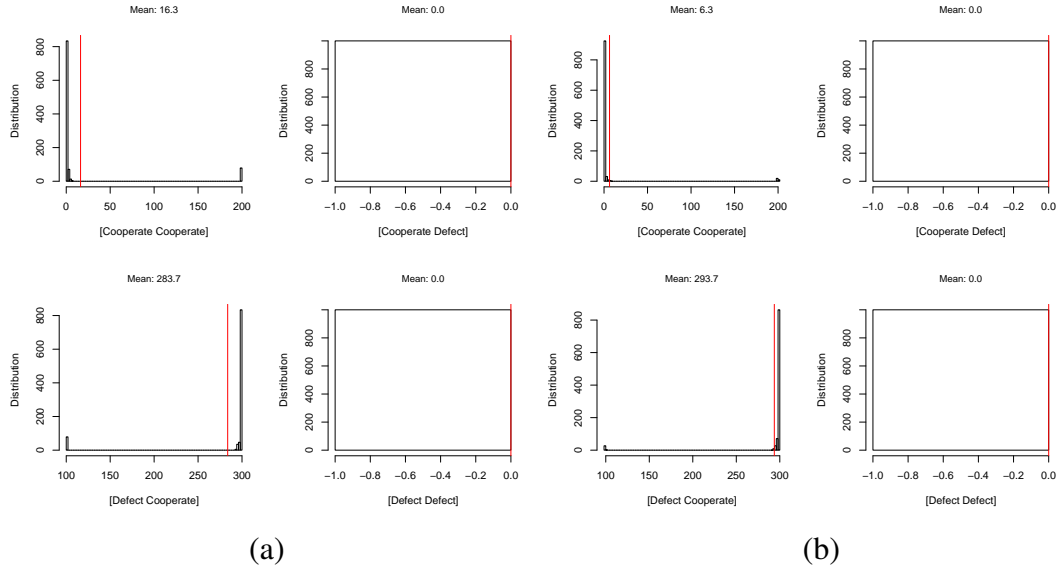 Mean: 16.3
Distribution
0 200 400 600 800
0 50 100 150 200
[Cooperate Cooperate]
Mean: 0.0
Distribution
0 200 400 600 800
−1.0 −0.8 −0.6 −0.4 −0.2 0.0
[Cooperate Defect]
Mean: 6.3
Distribution
0 200 400 600 800
0 50 100 150 200
[Cooperate Cooperate]
Mean: 0.0
Distribution
0 200 400 600 800
−1.0 −0.8 −0.6 −0.4 −0.2 0.0
[Cooperate Defect]
Mean: 283.7
Distribution
0 200 400 600 800
100 150 200 250 300
[Defect Cooperate]
Mean: 0.0
Distribution
0 200 400 600 800
−1.0 −0.8 −0.6 −0.4 −0.2 0.0
[Defect Defect]
Mean: 293.7
Distribution
0 200 400 600 800
100 150 200 250 300
[Defect Cooperate]
Mean: 0.0
Distribution
0 200 400 600 800
−1.0 −0.8 −0.6 −0.4 −0.2 0.0
[Defect Defect]
(a)
(b)